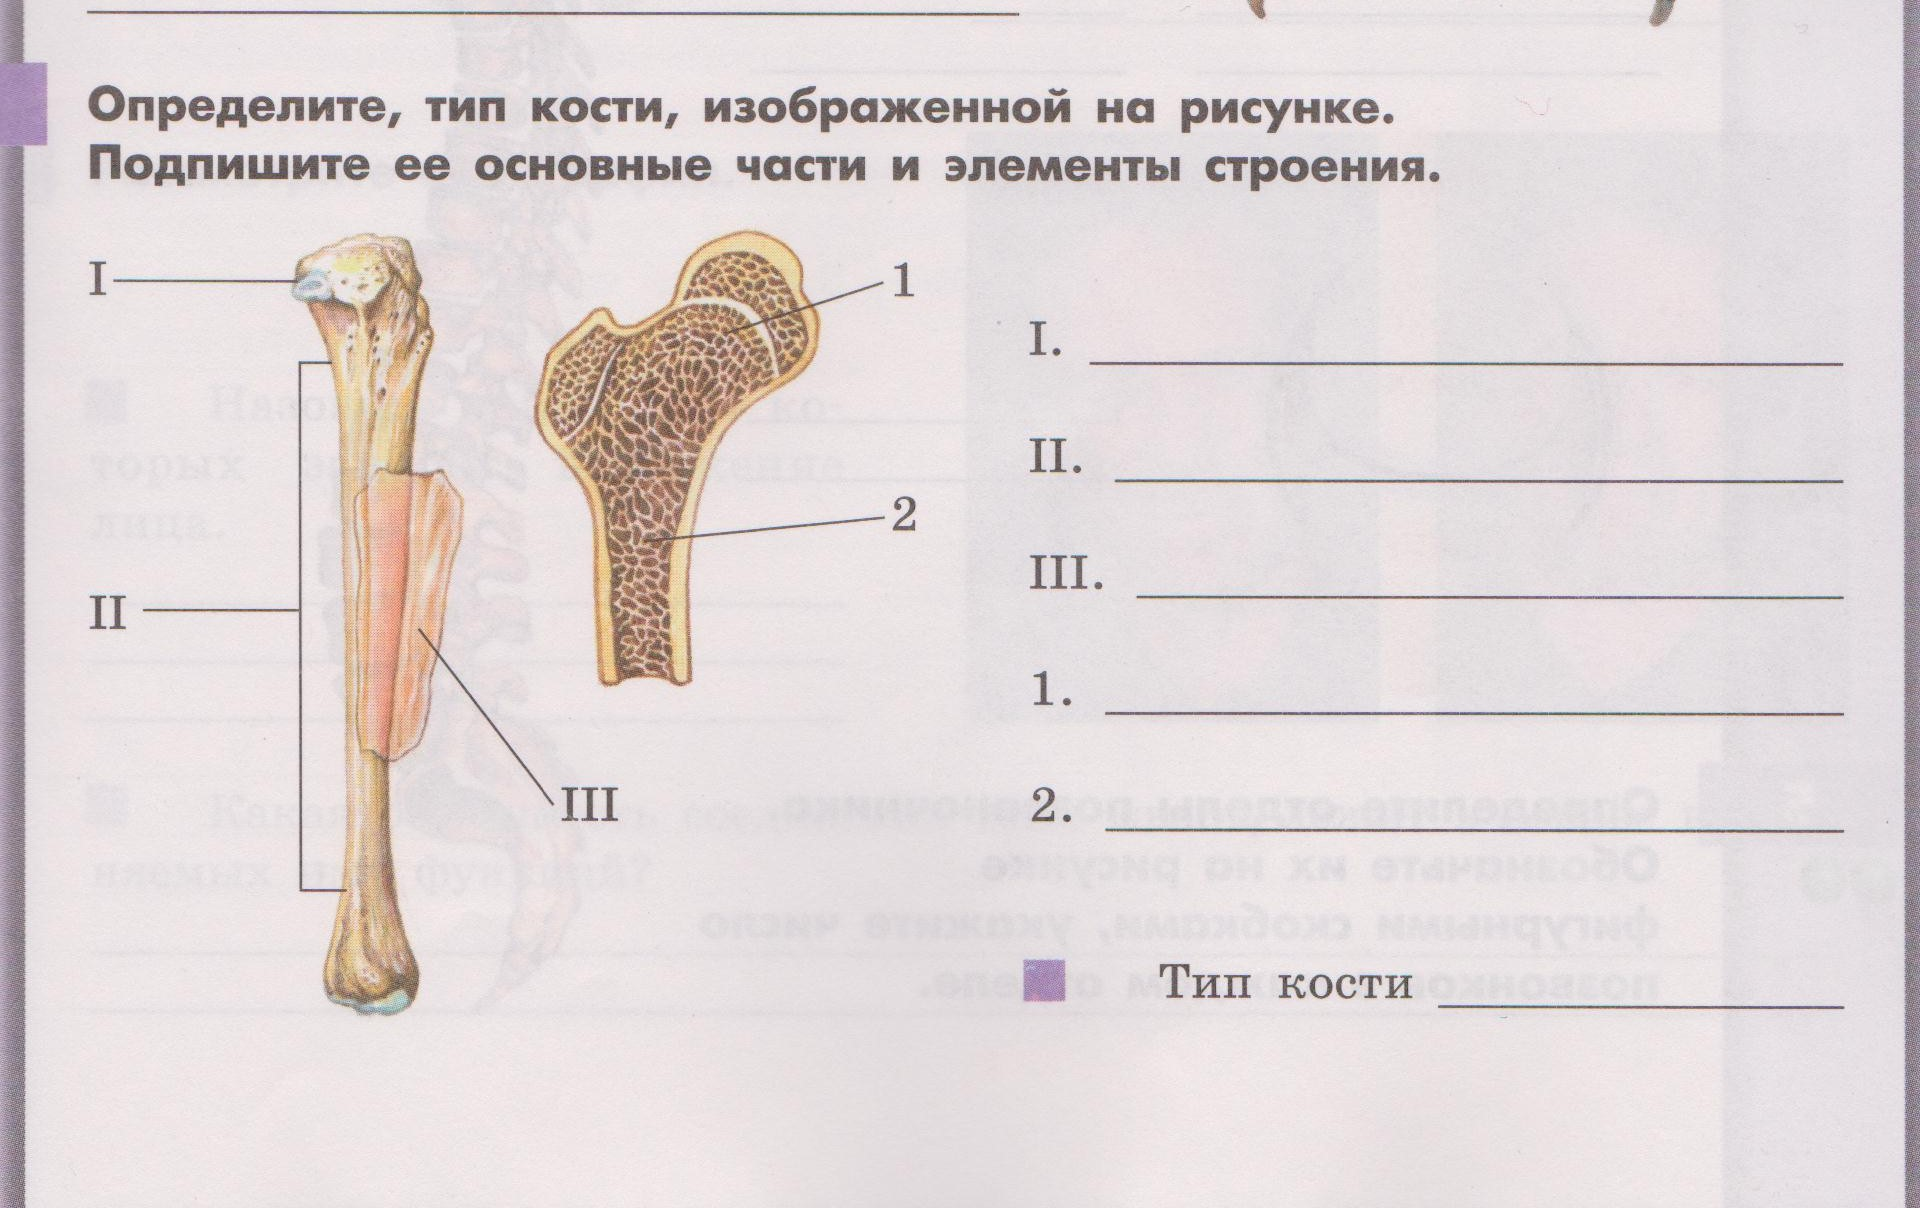 Определите, тип кости, изображенной на рисунке.
Подпишите ее основные части и элементы строения.
I
1
I.
II.
2
III.
II
1.
III
2.
Тип кости